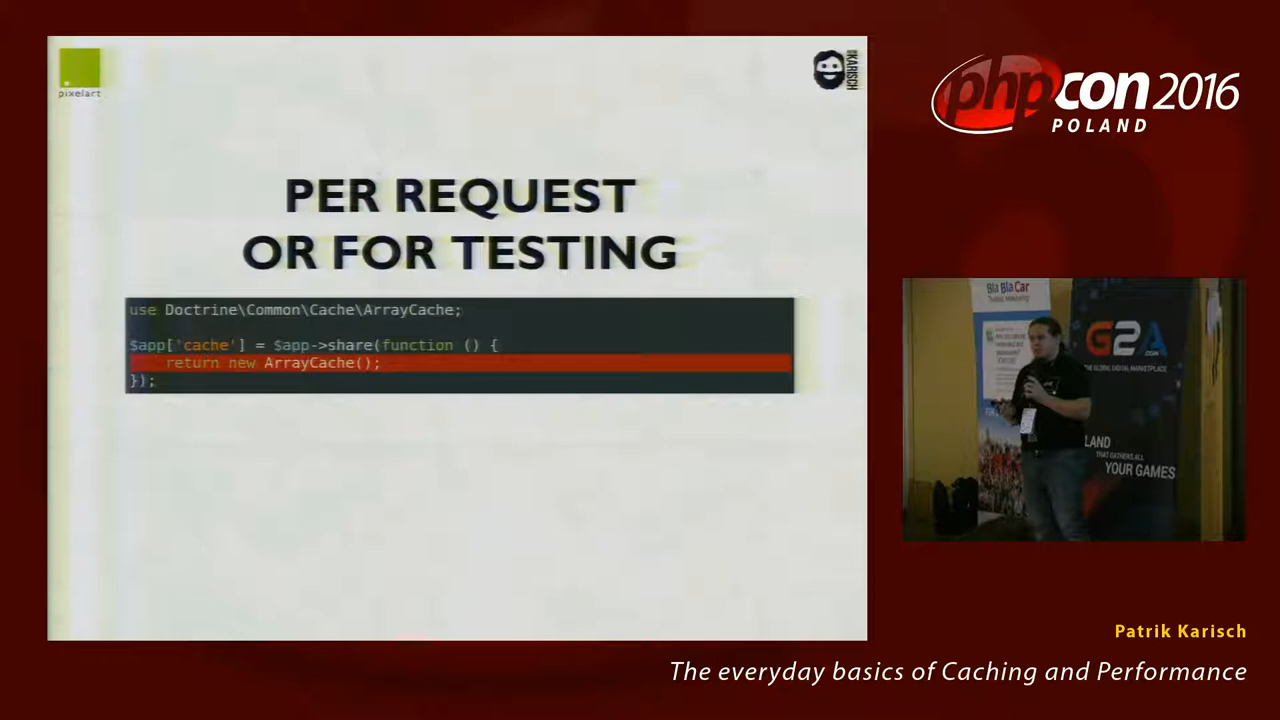 pixelart
KARISCH
PER REQUEST
OR FOR TESTING
use Doctrine\Common\Cache\ArrayCache;
$app['cache'] = $app->share(function () {
    return new ArrayCache();
});
phpcon 2016
POLAND
Bla Bla Car
G2A
.COM
THE GLOBAL DIGITAL MARKETPLACE
LAND
THAT GATHERS ALL
YOUR GAMES
Patrik Karisch
The everyday basics of Caching and Performance